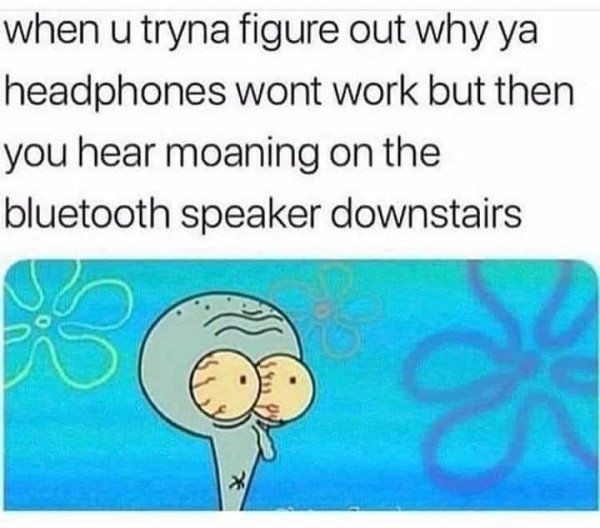 when u tryna figure out why ya
headphones wont work but then
you hear moaning on the
bluetooth speaker downstairs